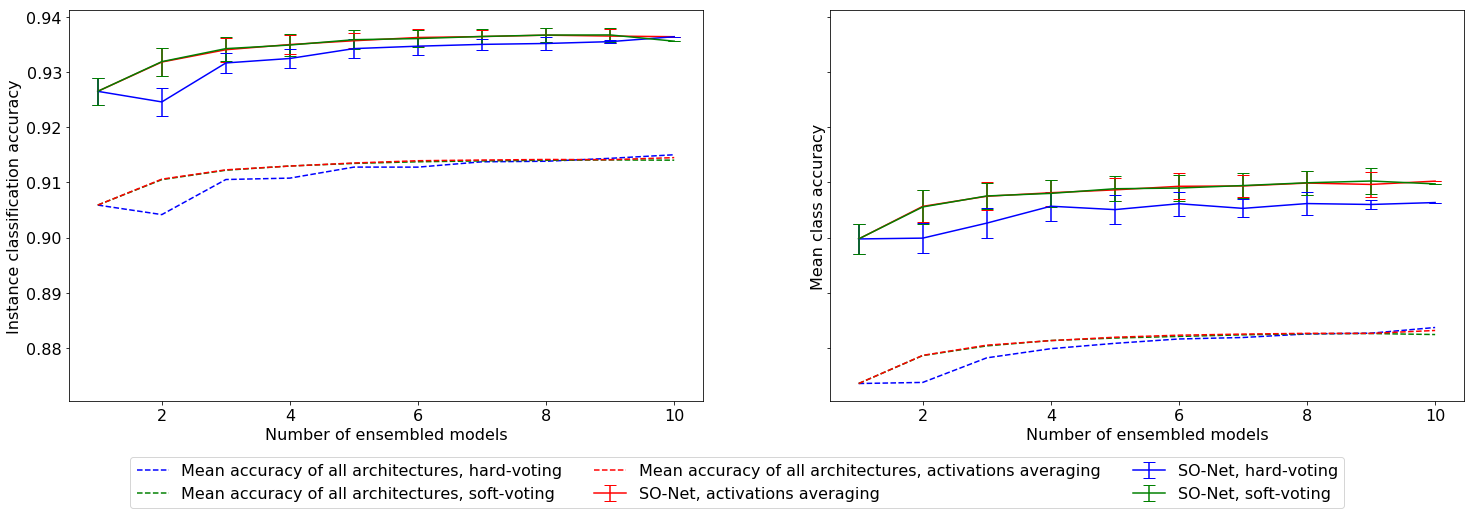 0.94
0.93
0.92
0.91
0.90
0.89
0.88
Instance classification accuracy
2 4 6 8 10
Number of ensembled models
Mean class accuracy
2 4 6 8 10
Number of ensembled models
Mean accuracy of all architectures, hard-voting
Mean accuracy of all architectures, soft-voting
Mean accuracy of all architectures, activations averaging
SO-Net, activations averaging
SO-Net, hard-voting
SO-Net, soft-voting